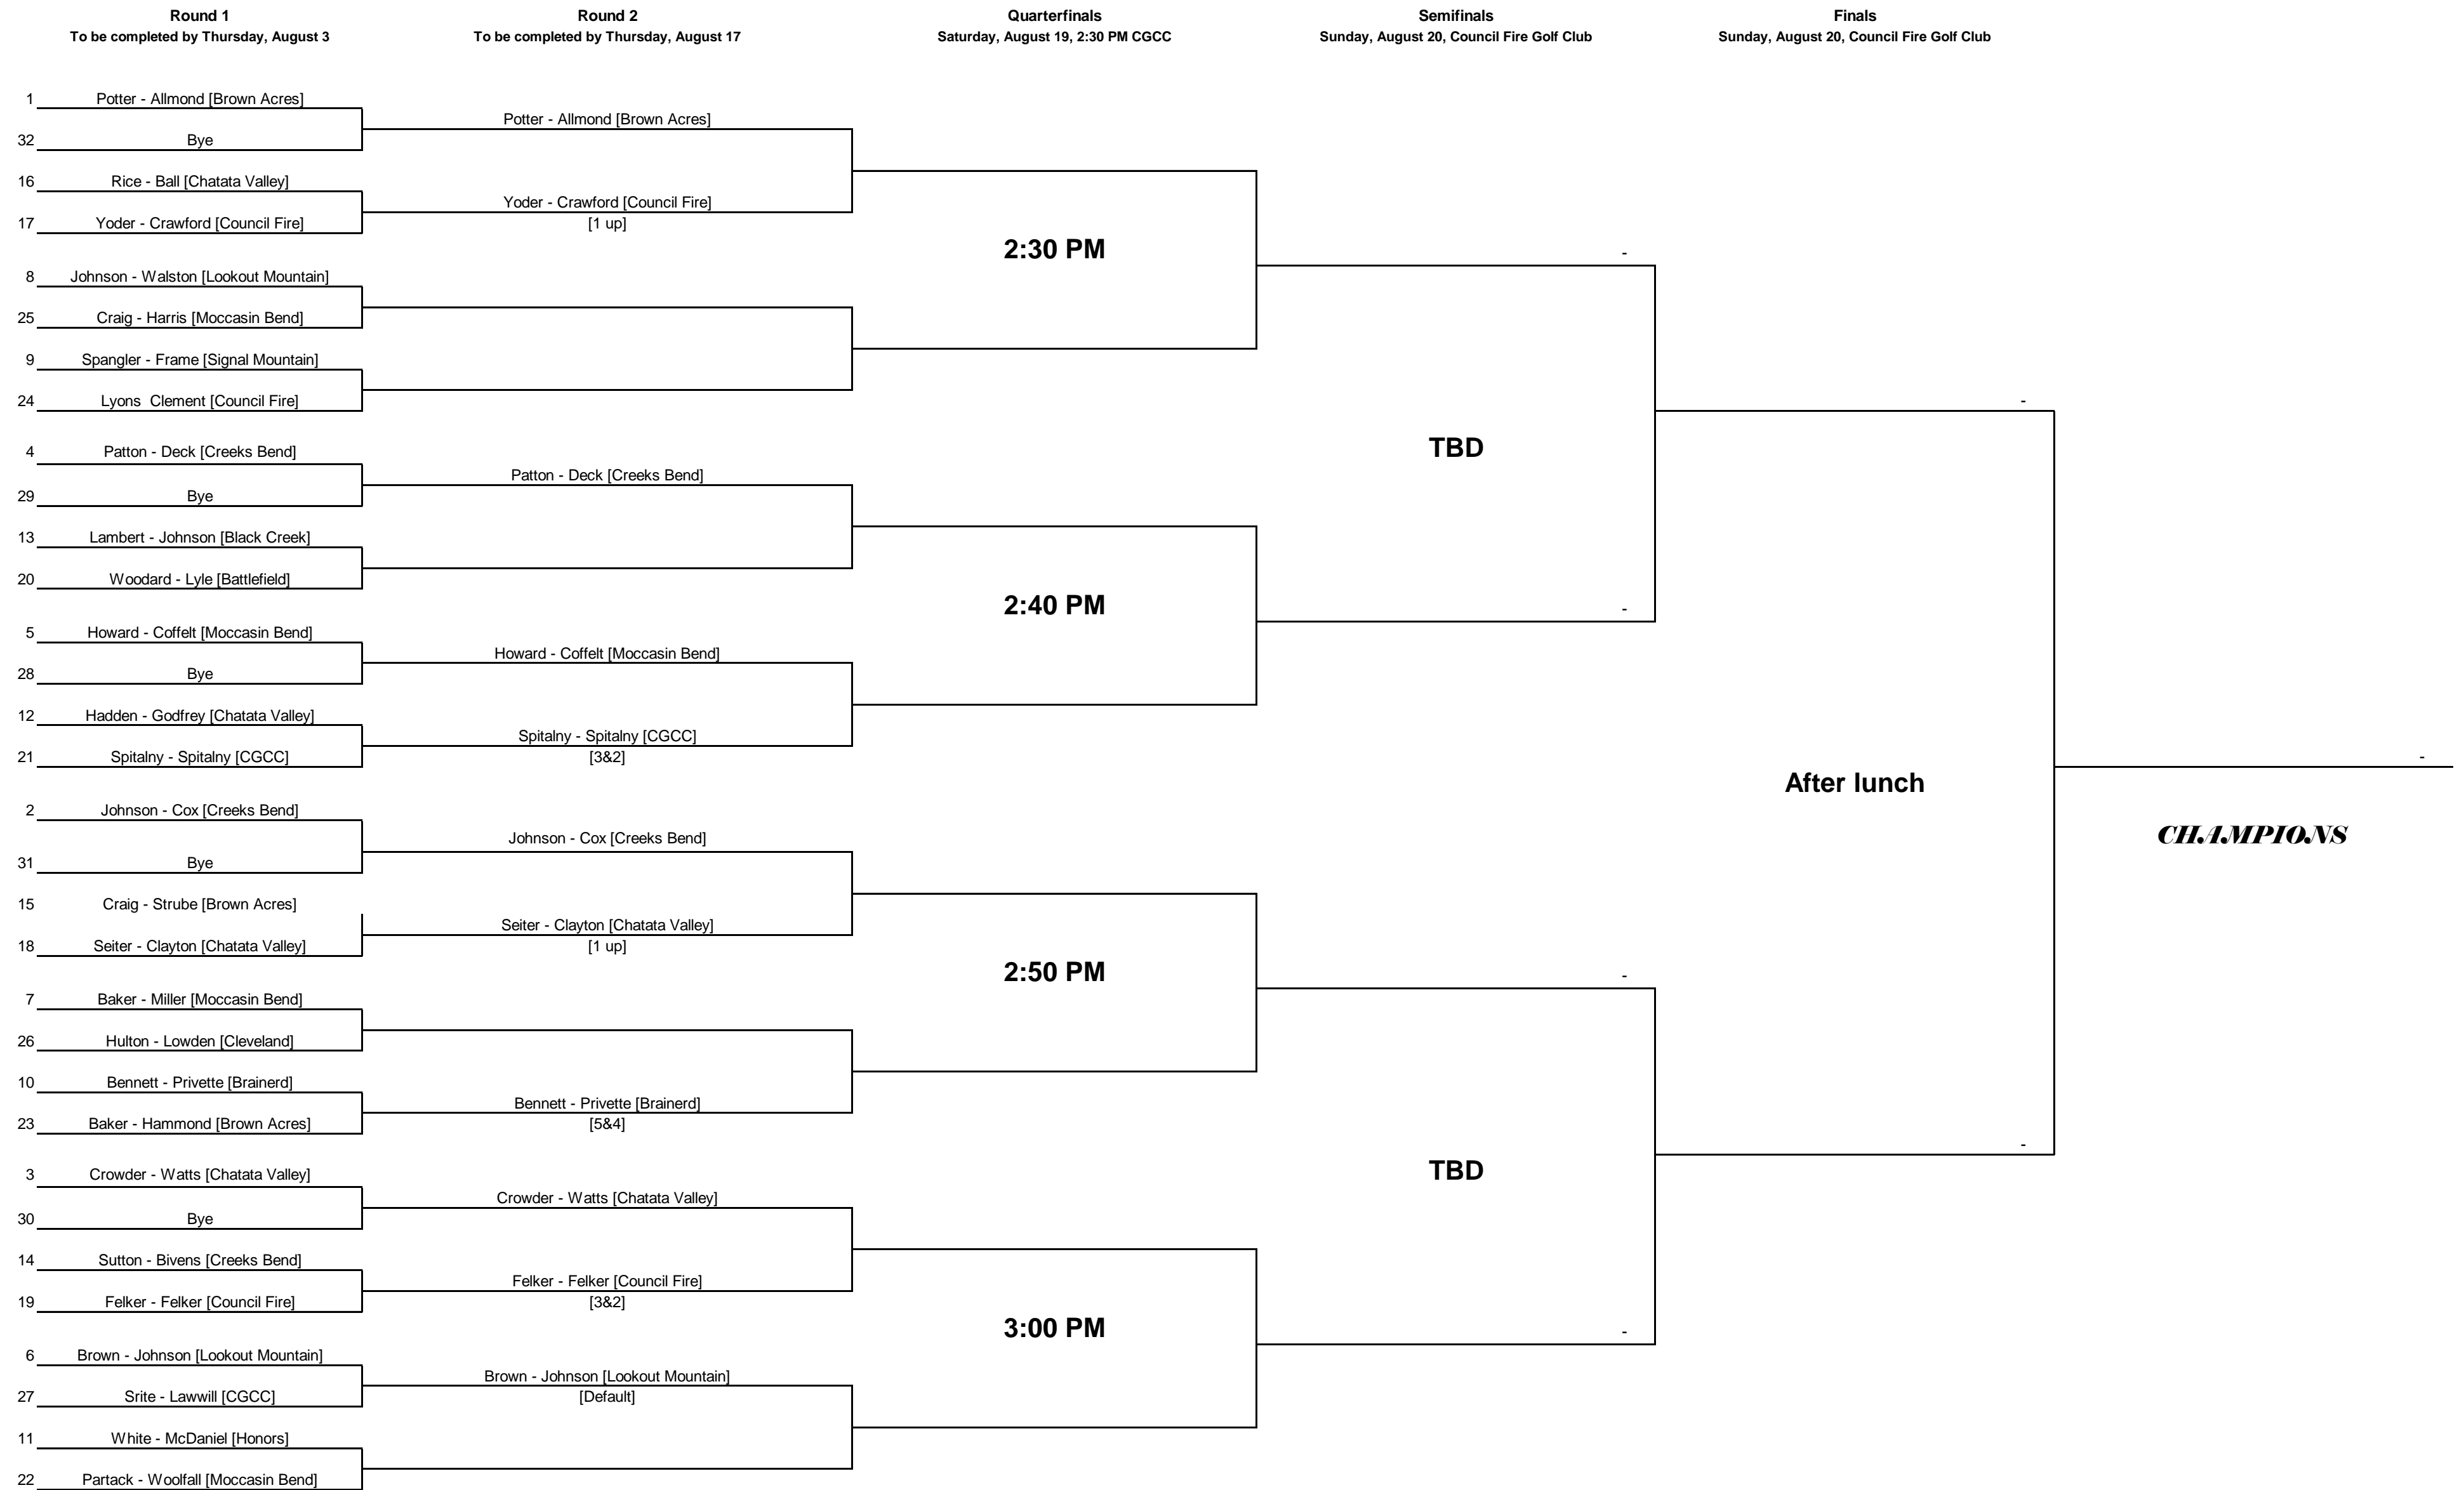 Round 1
To be completed by Thursday, August 3
Round 2
To be completed by Thursday, August 17
Quarterfinals
Saturday, August 19, 2:30 PM CGCC
Semifinals
Sunday, August 20, Council Fire Golf Club
Finals
Sunday, August 20, Council Fire Golf Club
1 Potter - Allmond [Brown Acres]
32 Bye
16 Rice - Ball [Chatata Valley]
17 Yoder - Crawford [Council Fire]
8 Johnson - Walston [Lookout Mountain]
25 Craig - Harris [Moccasin Bend]
9 Spangler - Frame [Signal Mountain]
24 Lyons  Clement [Council Fire]
4 Patton - Deck [Creeks Bend]
29 Bye
13 Lambert - Johnson [Black Creek]
20 Woodard - Lyle [Battlefield]
5 Howard - Coffelt [Moccasin Bend]
28 Bye
12 Hadden - Godfrey [Chatata Valley]
21 Spitalny - Spitalny [CGCC]
2 Johnson - Cox [Creeks Bend]
31 Bye
15 Craig - Strube [Brown Acres]
18 Seiter - Clayton [Chatata Valley]
7 Baker - Miller [Moccasin Bend]
26 Hulton - Lowden [Cleveland]
10 Bennett - Privette [Brainerd]
23 Baker - Hammond [Brown Acres]
3 Crowder - Watts [Chatata Valley]
30 Bye
14 Sutton - Bivens [Creeks Bend]
19 Felker - Felker [Council Fire]
6 Brown - Johnson [Lookout Mountain]
27 Srite - Lawwill [CGCC]
11 White - McDaniel [Honors]
22 Partack - Woolfall [Moccasin Bend]
Potter - Allmond [Brown Acres]
Yoder - Crawford [Council Fire]
[1 up]
Patton - Deck [Creeks Bend]
Howard - Coffelt [Moccasin Bend]
Spitalny - Spitalny [CGCC]
[3&2]
Johnson - Cox [Creeks Bend]
Seiter - Clayton [Chatata Valley]
[1 up]
Bennett - Privette [Brainerd]
[5&4]
Crowder - Watts [Chatata Valley]
Felker - Felker [Council Fire]
[3&2]
Brown - Johnson [Lookout Mountain]
[Default]
2:30 PM
2:40 PM
2:50 PM
3:00 PM
-
TBD
-
-
TBD
-
-
After lunch
-
-
CHAMPIONS